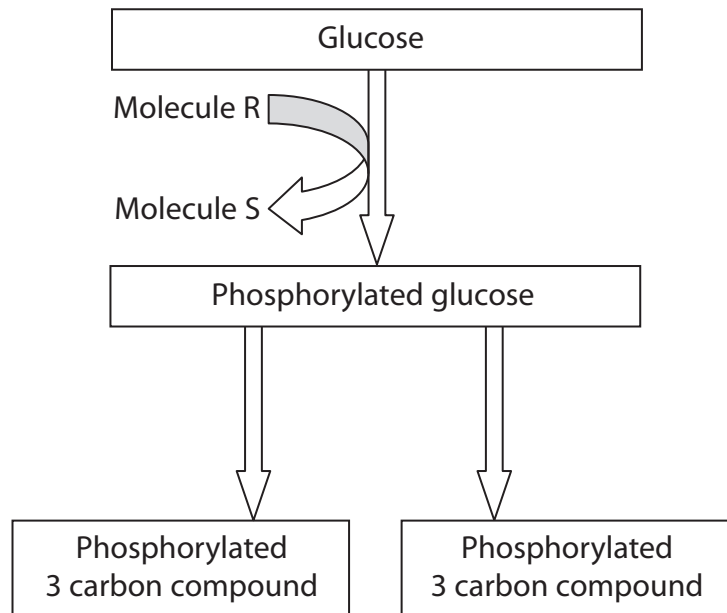 Glucose
Molecule R
Molecule S
Phosphorylated glucose
Phosphorylated
3 carbon compound
Phosphorylated
3 carbon compound